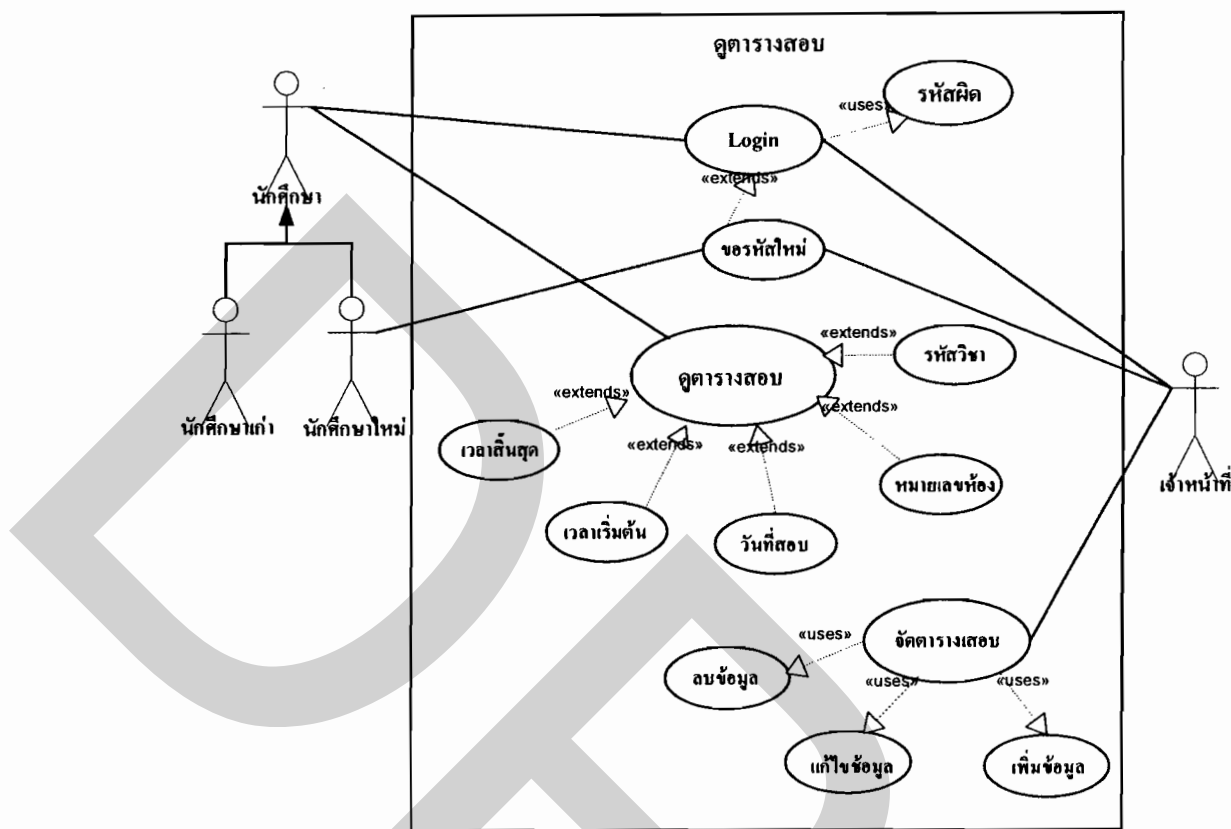 ดูตารางสอบ
รหัสผิด
«uses»
Login
«extends»
นักศึกษา
ขอรหัสใหม่
«extends»
รหัสวิชา
ดูตารางสอบ
«extends»
«extends»
นักศึกษาเก่า
นักศึกษาใหม่
เวลาสิ้นสุด
«extends»
«extends»
หมายเลขห้อง
เจ้าหน้าที่
เวลาเริ่มต้น
วันที่สอบ
«uses»
จัดตารางเสอบ
ลบข้อมูล
«uses»
«uses»
แก้ไขข้อมูล
เพิ่มข้อมูล